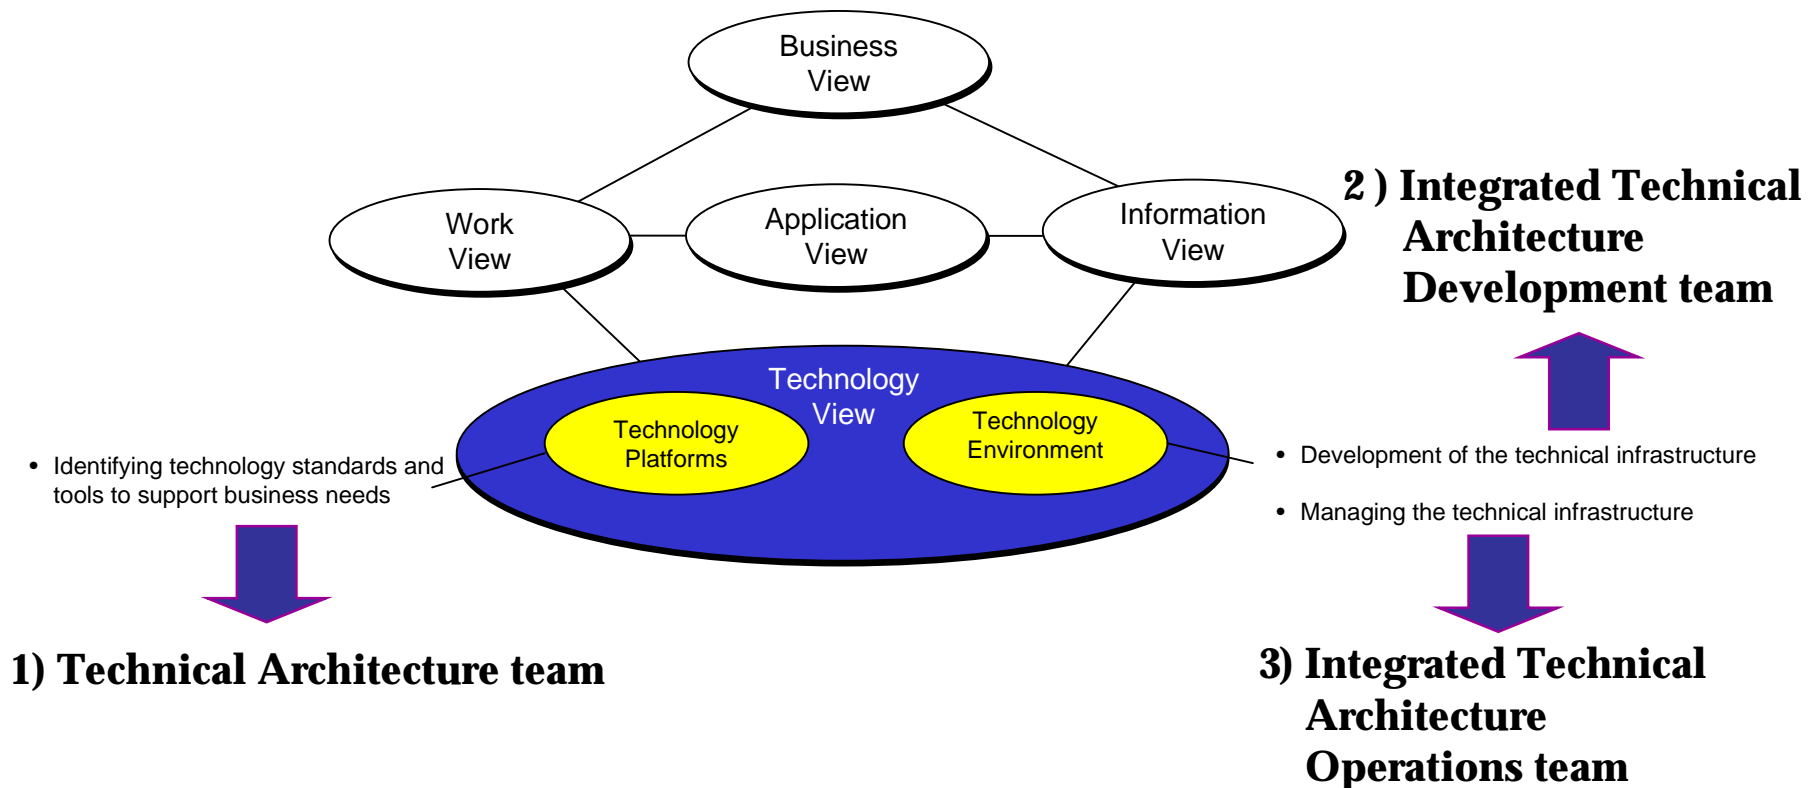 Business
View
Work
View
Application
View
Information
View
2 ) Integrated Technical
Architecture
Development team
Technology
View
Technology
Platforms
Technology
Environment
• Identifying technology standards and
tools to support business needs
• Development of the technical infrastructure
• Managing the technical infrastructure
1) Technical Architecture team
3) Integrated Technical
Architecture
Operations team